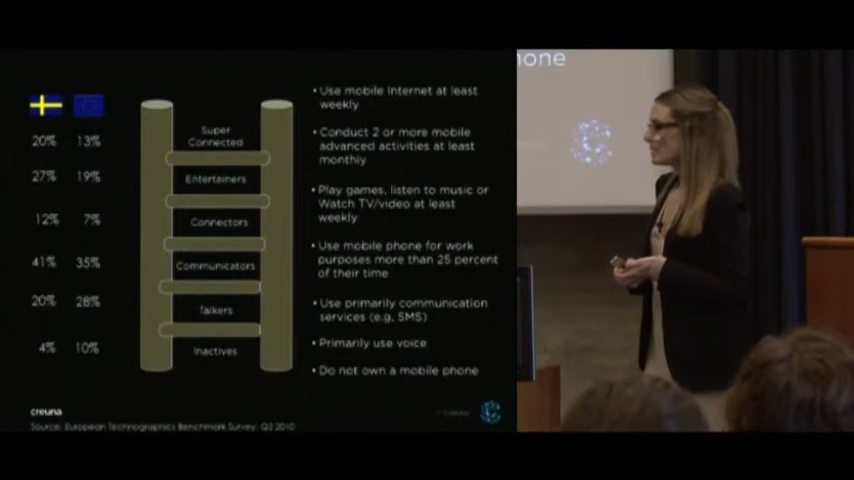 • Use mobile Internet at least
weekly
Super
Connected
20% 13%
• Conduct 2 or more mobile
advanced activities at least
monthly
27% 19%
Entertainers
• Play games, listen to music or
Watch TV/video at least
weekly
12% 7%
Connectors
• Use mobile phone for work
purposes more than 25 percent
of their time
41% 35%
Communicators
20% 28%
Talkers
• Use primarily communication
services (e.g, SMS)
4% 10%
Inactives
• Primarily use voice
• Do not own a mobile phone
creuna
Creuna
Source: European Technographics Benchmark Survey, Q2 2010
hone